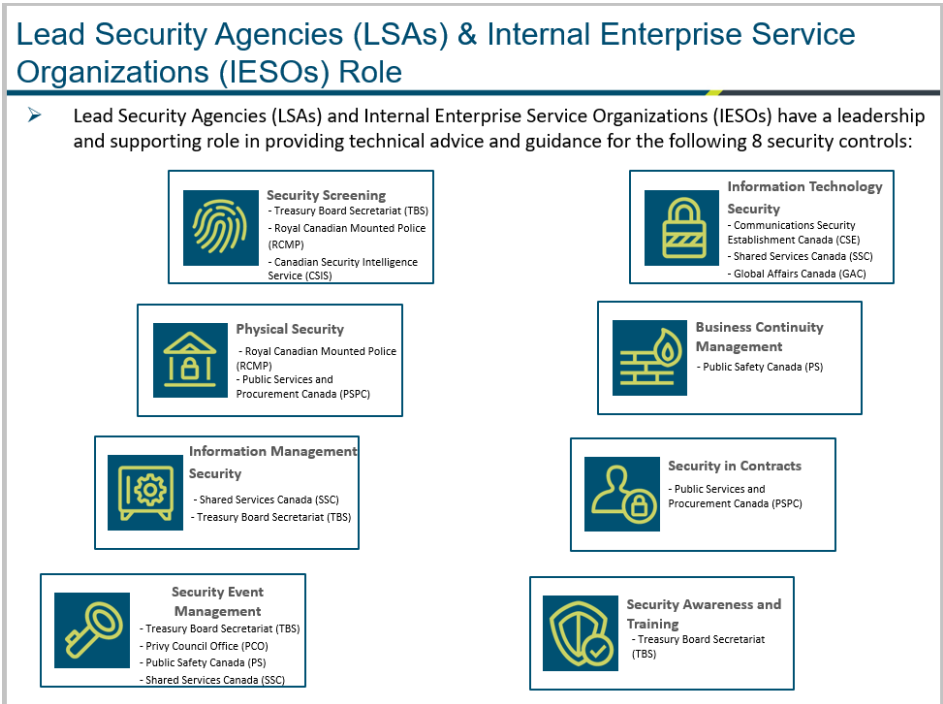 Lead Security Agencies (LSAs) & Internal Enterprise Service
Organizations (IESOs) Role
➤ Lead Security Agencies (LSAs) and Internal Enterprise Service Organizations (IESOs) have a leadership
and supporting role in providing technical advice and guidance for the following 8 security controls:
Security Screening
- Treasury Board Secretariat (TBS)
- Royal Canadian Mounted Police
(RCMP)
- Canadian Security Intelligence
Service (CSIS)
Information Technology
Security
- Communications Security
Establishment Canada (CSE)
- Shared Services Canada (SSC)
- Global Affairs Canada (GAC)
Physical Security
- Royal Canadian Mounted Police
(RCMP)
- Public Services and
Procurement Canada (PSPC)
Business Continuity
Management
- Public Safety Canada (PS)
Information Management
Security
- Shared Services Canada (SSC)
- Treasury Board Secretariat (TBS)
Security in Contracts
- Public Services and
Procurement Canada (PSPC)
Security Event
Management
- Treasury Board Secretariat (TBS)
- Privy Council Office (PCO)
- Public Safety Canada (PS)
- Shared Services Canada (SSC)
Security Awareness and
Training
- Treasury Board Secretariat
(TBS)